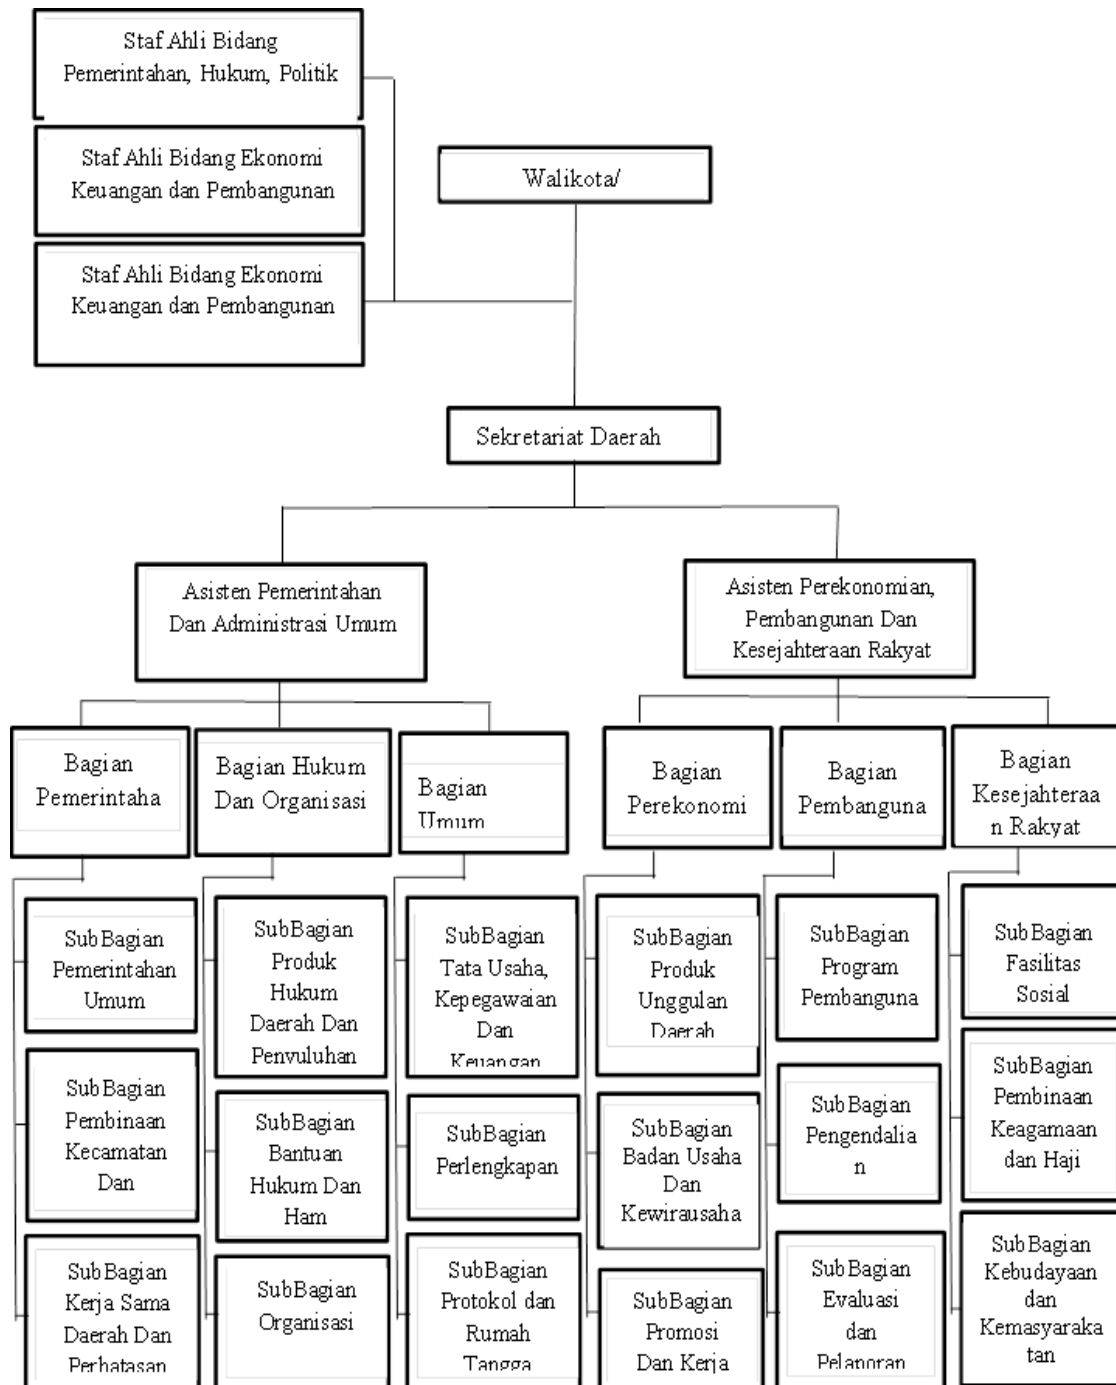 Staf Ahli Bidang
Pemerintahan, Hukum, Politik
Staf Ahli Bidang Ekonomi
Keuangan dan Pembangunan
Walikota/
Staf Ahli Bidang Ekonomi
Keuangan dan Pembangunan
Sekretariat Daerah
Asisten Pemerintahan
Dan Administrasi Umum
Asisten Perekonomian,
Pembangunan Dan
Kesejahteraan Rakyat
Bagian
Pemerintaha
Bagian Hukum
Dan Organisasi
Bagian
Umum
Bagian
Perekonomi
Bagian
Pembanguna
Bagian
Kesejahteraa
n Rakyat
SubBagian
Pemerintahan
Umum
SubBagian
Produk
Hukum
Daerah Dan
Penyuluhan
SubBagian
Tata Usaha,
Kepegawaian
Dan
Keuangan
SubBagian
Produk
Unggulan
Daerah
SubBagian
Program
Pembanguna
SubBagian
Fasilitas
Sosial
SubBagian
Pembinaan
Kecamatan
Dan
SubBagian
Bantuan
Hukum Dan
Ham
SubBagian
Perlengkapan
SubBagian
Badan Usaha
Dan
Kewirausaha
SubBagian
Pengendalia
n
SubBagian
Pembinaan
Keagamaan
dan Haji
SubBagian
Kerja Sama
Daerah Dan
Perbatasan
SubBagian
Organisasi
SubBagian
Protokol dan
Rumah
Tangga
SubBagian
Promosi
Dan Kerja
SubBagian
Evaluasi
dan
Pelaporan
SubBagian
Kebudayaan
dan
Kemasyaraka
tan